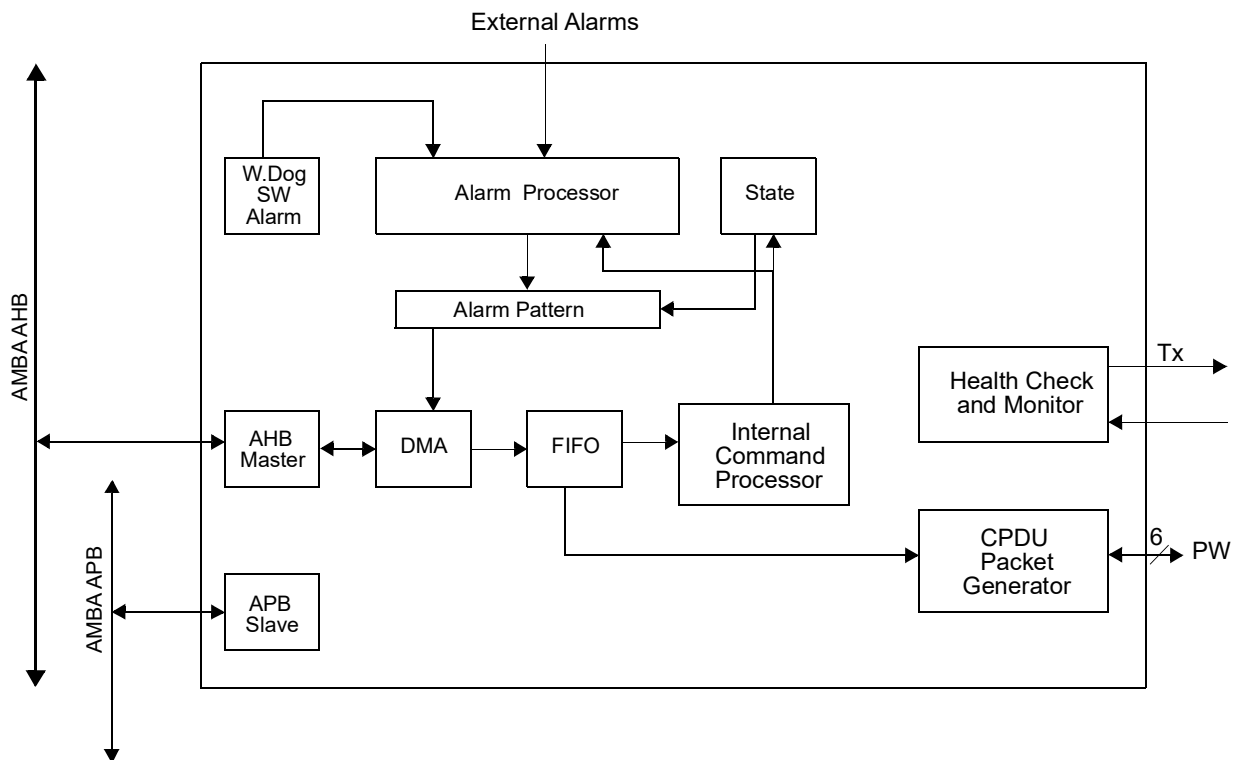 External Alarms
W.Dog
SW
Alarm
Alarm Processor
State
Alarm Pattern
AMBA AHB
Health Check
and Monitor
Tx
AHB
Master
DMA
FIFO
Internal
Command
Processor
CPDU
Packet
Generator
6
PW
AMBA APB
APB
Slave